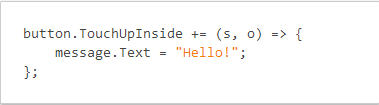 button.TouchUpInside += (s, o) => {
    message.Text = "Hello!";
};